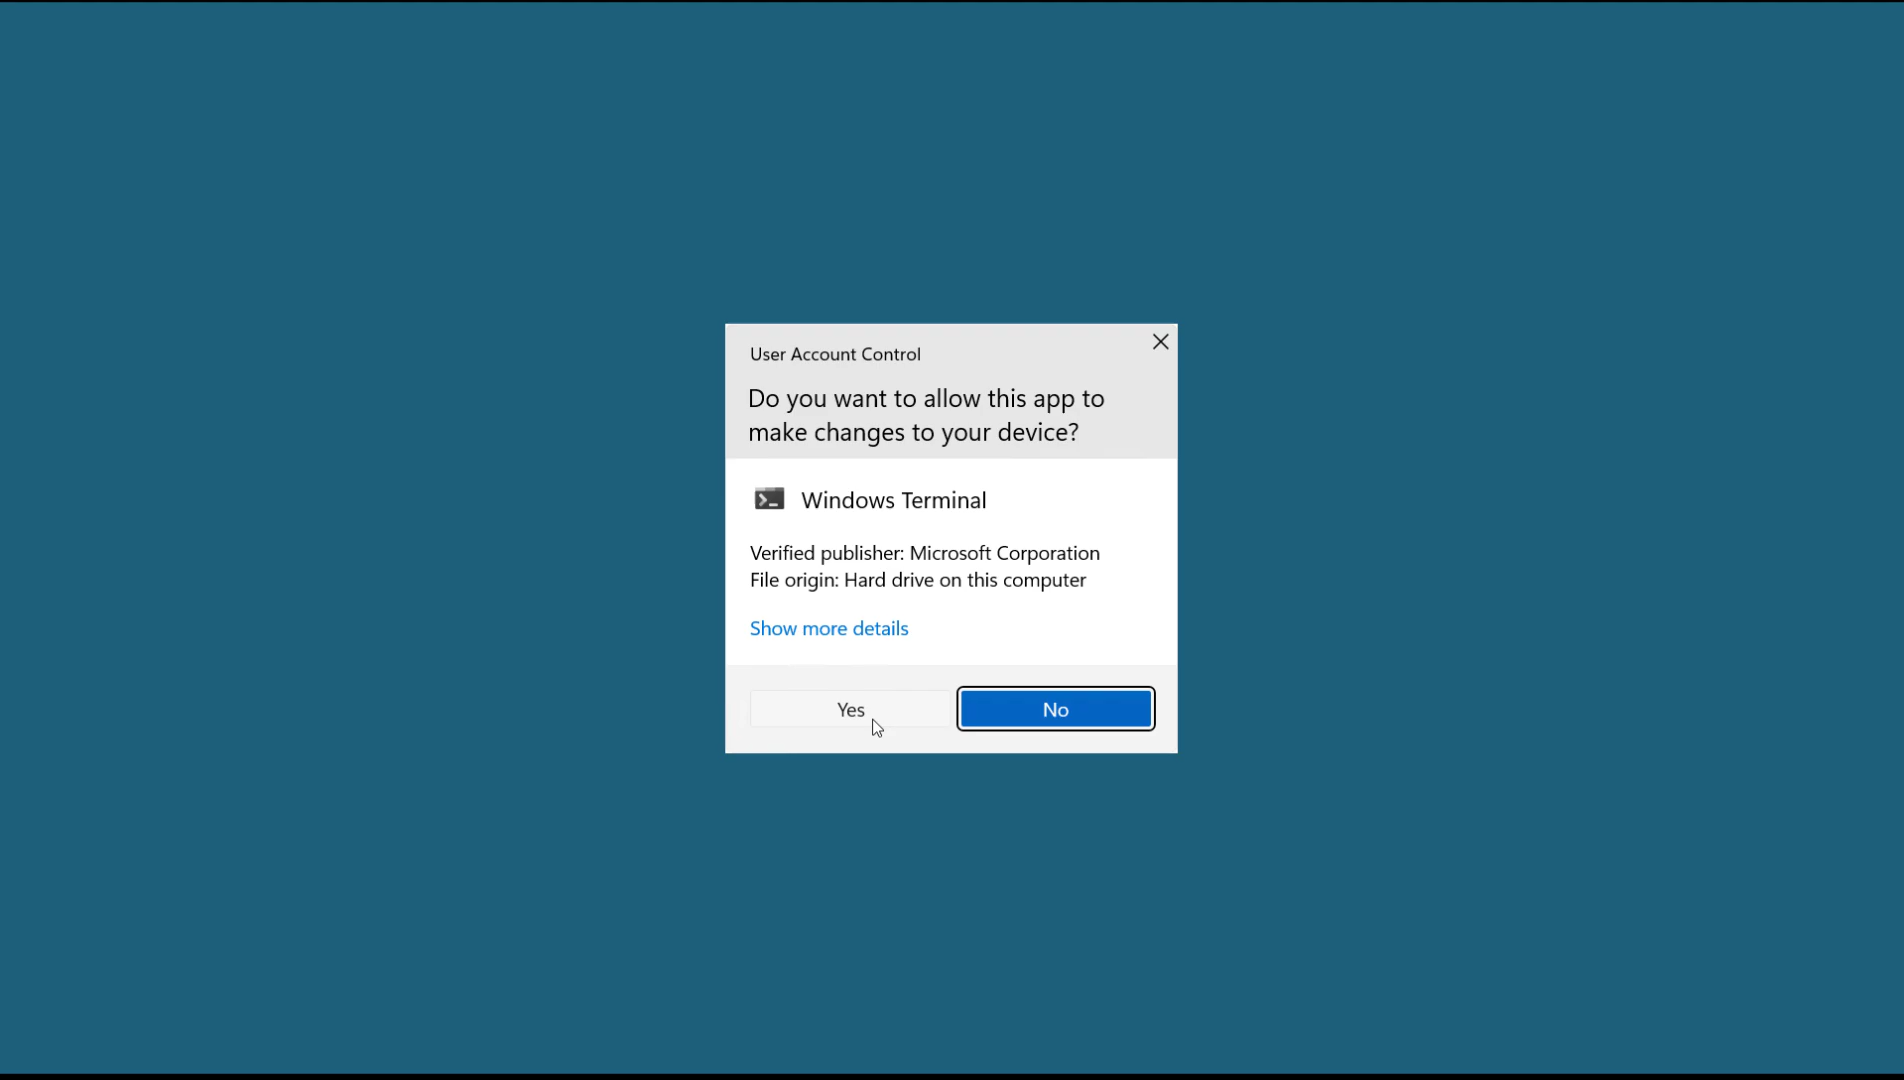 User Account Control
Do you want to allow this app to
make changes to your device?
Windows Terminal
Verified publisher: Microsoft Corporation
File origin: Hard drive on this computer
Show more details
Yes
No